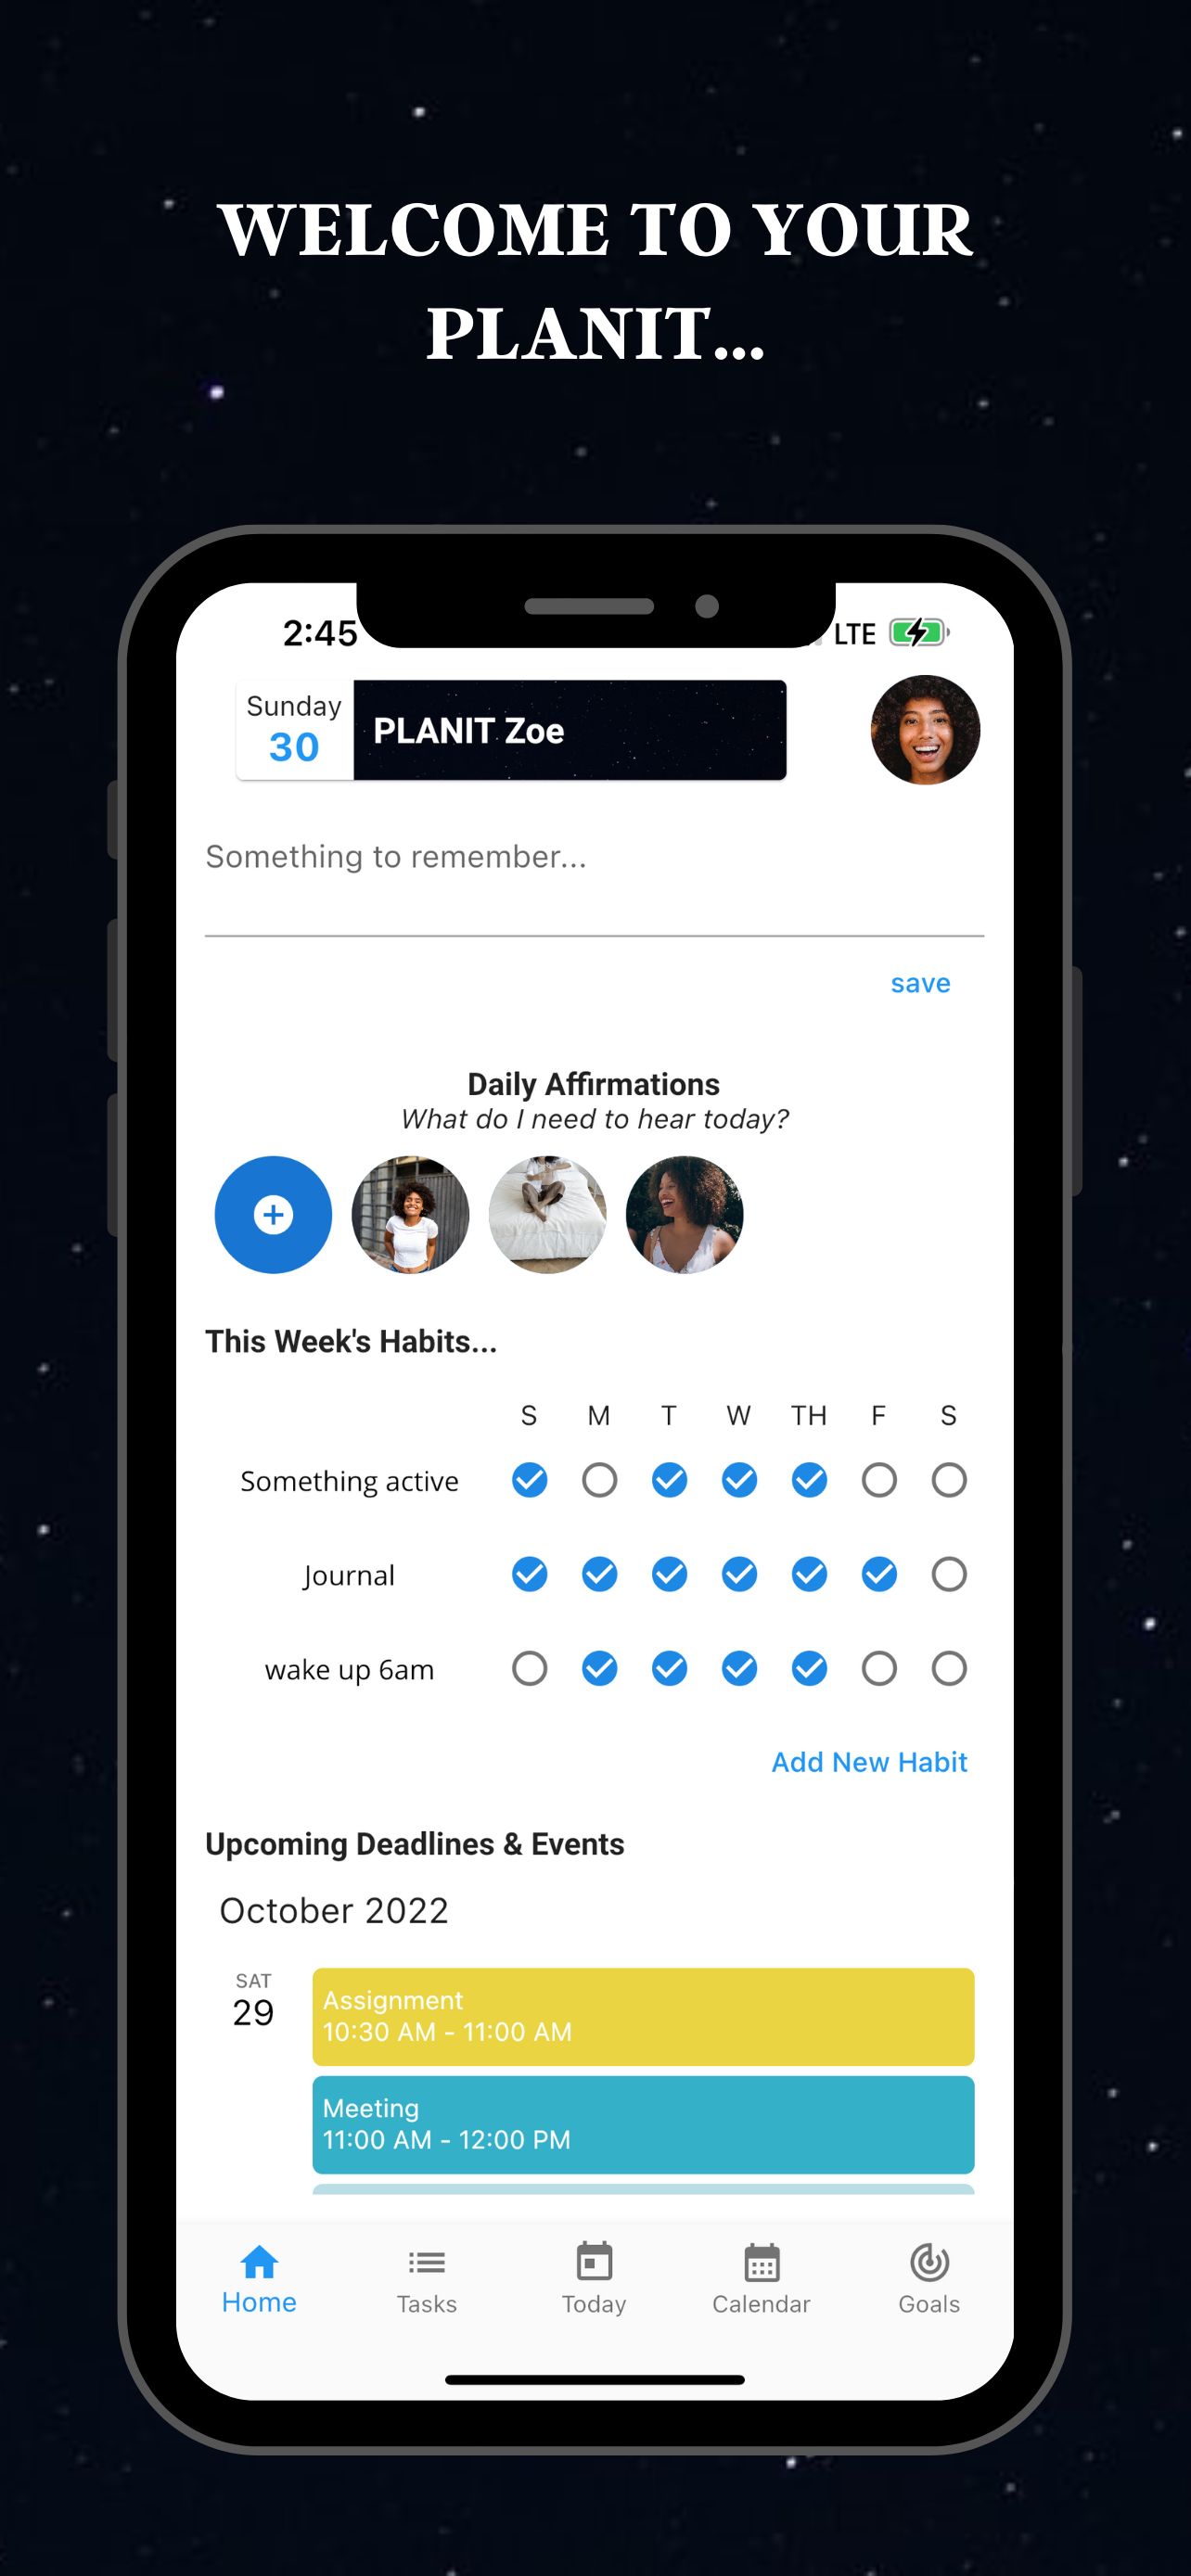 WELCOME TO YOUR
PLANIT...
2:45
LTE
Sunday
30
PLANIT Zoe
Something to remember...
save
Daily Affirmations
What do I need to hear today?
This Week's Habits...
S M T W TH F S
Something active
Journal
wake up 6am
Add New Habit
Upcoming Deadlines & Events
October 2022
SAT
29
Assignment
10:30 AM - 11:00 AM
Meeting
11:00 AM - 12:00 PM
Home Tasks Today Calendar Goals